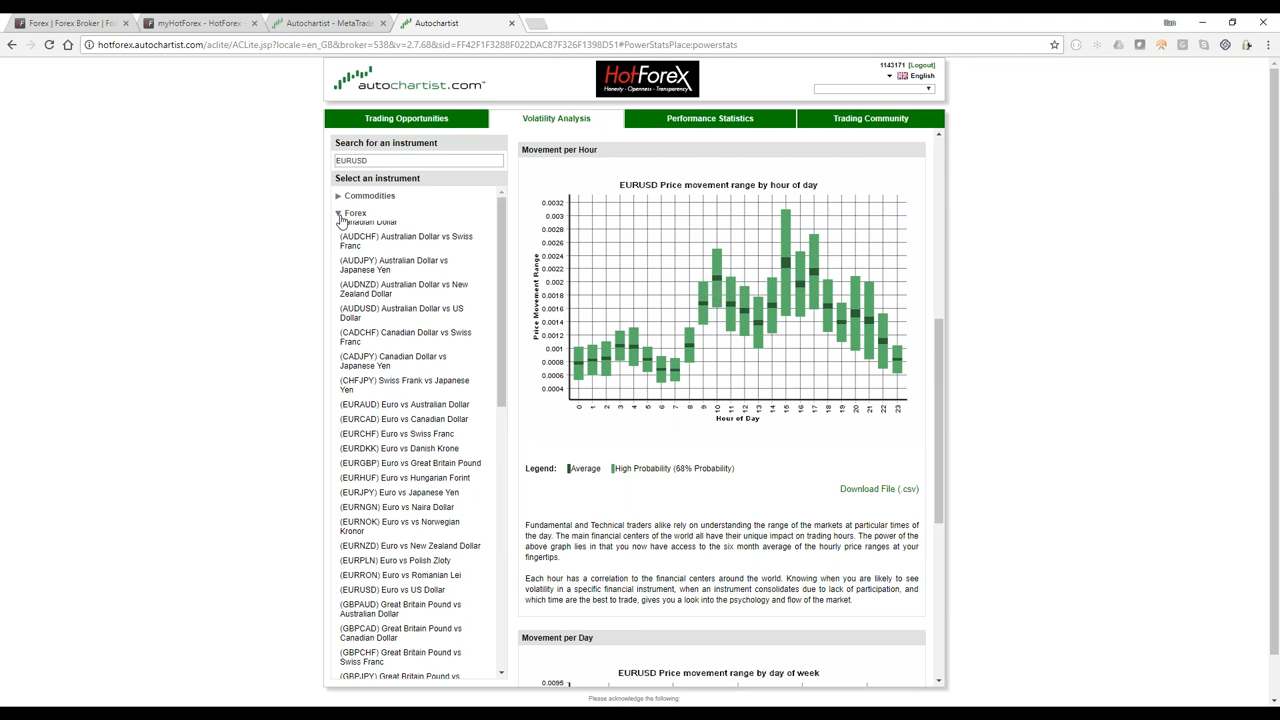 Forex | Forex Broker | Fo
myHotForex - HotForex
Autochartist - MetaTrade
Autochartist
hotforex.autochartist.com/aclite/ACLite.jsp?locale=en_GB&broker=538&v=2.7.68&sid=FF42F1F3288F022DAC87F326F1398D51#PowerStatsPlace:powerstats
autochartist.com
HotForex
Honesty - Openness - Transparency
1143171 [Logout]
English
Trading Opportunities
Volatility Analysis
Performance Statistics
Trading Community
Search for an instrument
EURUSD
Select an instrument
Commodities
Forex
Canadian Dollar
(AUDCHF) Australian Dollar vs Swiss
Franc
(AUDJPY) Australian Dollar vs
Japanese Yen
(AUDNZD) Australian Dollar vs New
Zealand Dollar
(AUDUSD) Australian Dollar vs US
Dollar
(CADCHF) Canadian Dollar vs Swiss
Franc
(CADJPY) Canadian Dollar vs
Japanese Yen
(CHFJPY) Swiss Frank vs Japanese
Yen
(EURAUD) Euro vs Australian Dollar
(EURCAD) Euro vs Canadian Dollar
(EURCHF) Euro vs Swiss Franc
(EURDKK) Euro vs Danish Krone
(EURGBP) Euro vs Great Britain Pound
(EURHUF) Euro vs Hungarian Forint
(EURJPY) Euro vs Japanese Yen
(EURNGN) Euro vs Naira Dollar
(EURNOK) Euro vs vs Norwegian
Kronor
(EURNZD) Euro vs New Zealand Dollar
(EURPLN) Euro vs Polish Zloty
(EURRON) Euro vs Romanian Lei
(EURUSD) Euro vs US Dollar
(GBPAUD) Great Britain Pound vs
Australian Dollar
(GBPCAD) Great Britain Pound vs
Canadian Dollar
(GBPCHF) Great Britain Pound vs
Swiss Franc
(GBPJPY) Great Britain Pound vs
Movement per Hour
EURUSD Price movement range by hour of day
Price Movement Range
0.0032
0.003
0.0028
0.0026
0.0024
0.0022
0.002
0.0018
0.0016
0.0014
0.0012
0.001
0.0008
0.0006
0.0004
0 1 2 3 4 5 6 7 8 9 10 11 12 13 14 15 16 17 18 19 20 21 22 23
Hour of Day
Legend: Average High Probability (68% Probability)
Download File (.csv)
Fundamental and Technical traders alike rely on understanding the range of the markets at particular times of
the day. The main financial centers of the world all have their unique impact on trading hours. The power of the
above graph lies in that you now have access to the six month average of the hourly price ranges at your
fingertips.
Each hour has a correlation to the financial centers around the world. Knowing when you are likely to see
volatility in a specific financial instrument, when an instrument consolidates due to lack of participation, and
which time are the best to trade, gives you a look into the psychology and flow of the market.
Movement per Day
EURUSD Price movement range by day of week
0.0095
Please acknowledge the following: